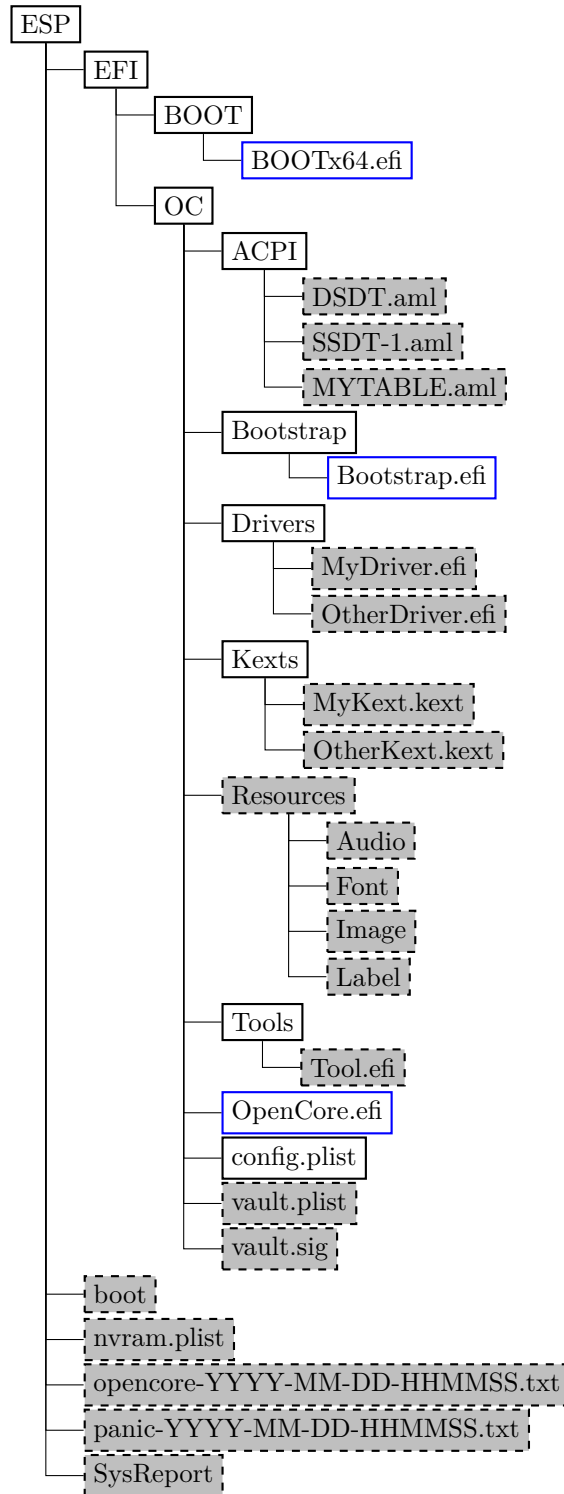 ESP
EFI
BOOT
BOOTx64.efi
OC
ACPI
DSDT.aml
SSDT-1.aml
MYTABLE.aml
Bootstrap
Bootstrap.efi
Drivers
MyDriver.efi
OtherDriver.efi
Kexts
MyKext.kext
OtherKext.kext
Resources
Audio
Font
Image
Label
Tools
Tool.efi
OpenCore.efi
config.plist
vault.plist
vault.sig
boot
nvram.plist
opencore-YYYY-MM-DD-HHMMSS.txt
panic-YYYY-MM-DD-HHMMSS.txt
SysReport